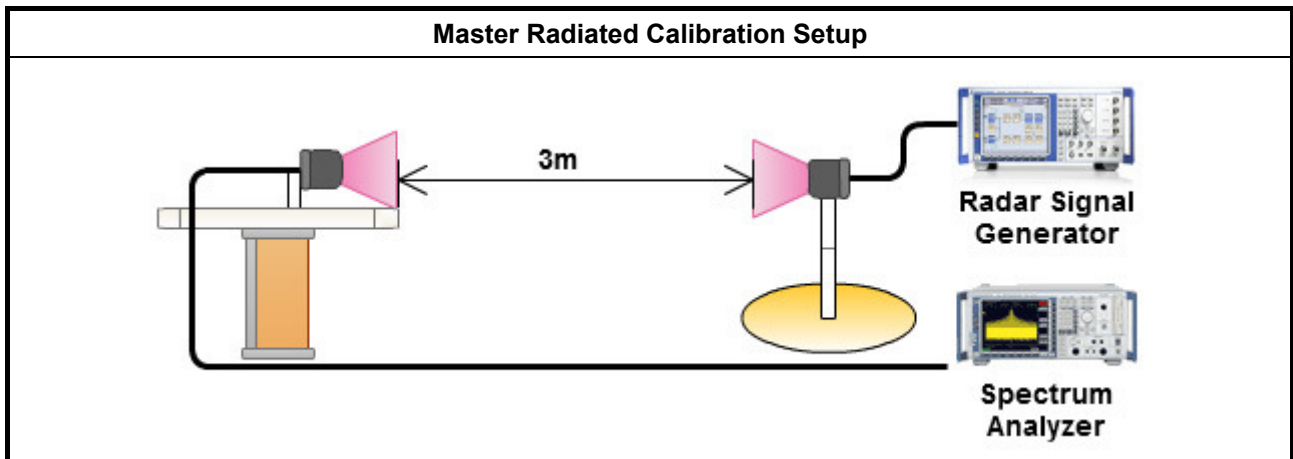 Master Radiated Calibration Setup
3m
Radar Signal
Generator
Spectrum
Analyzer